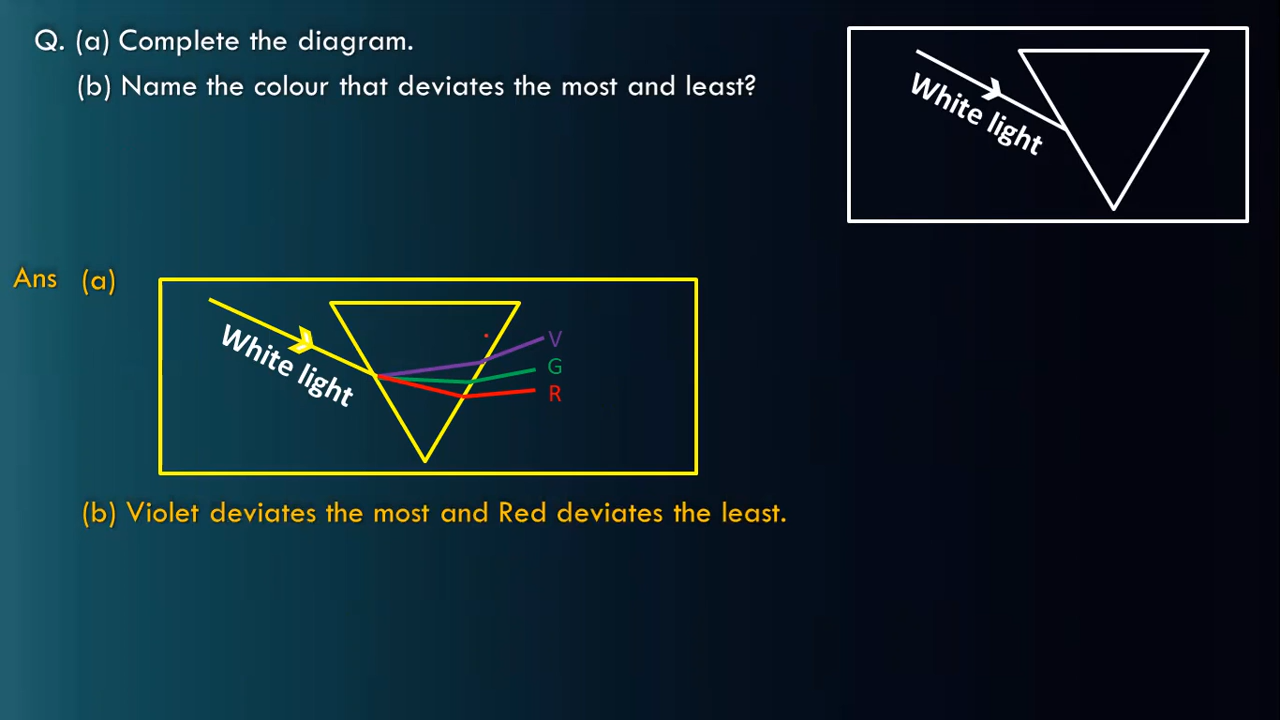 Q. (a) Complete the diagram.
(b) Name the colour that deviates the most and least?
White light
Ans (a)
White light
V
G
R
(b) Violet deviates the most and Red deviates the least.